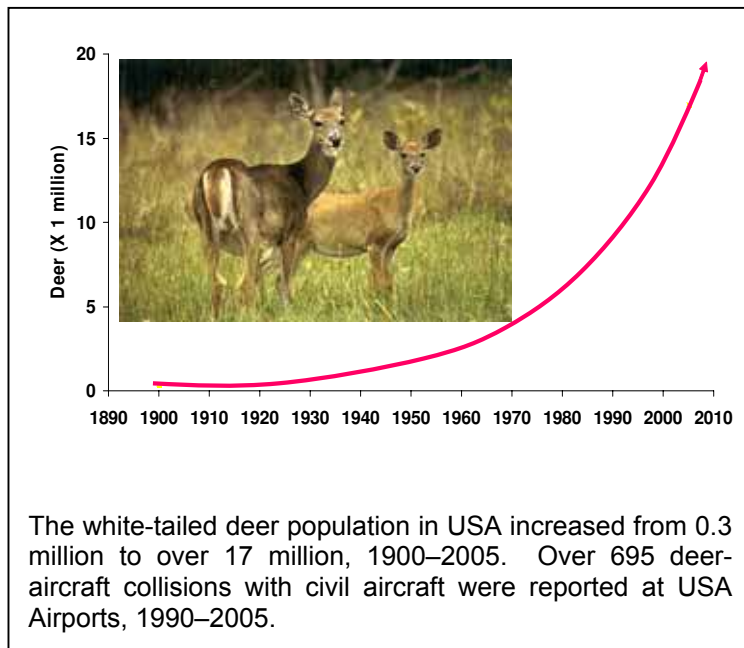 20
15
10
5
0
Deer (X 1 million)
1890 1900 1910 1920 1930 1940 1950 1960 1970 1980 1990 2000 2010
The white-tailed deer population in USA increased from 0.3
million to over 17 million, 1900–2005. Over 695 deer-
aircraft collisions with civil aircraft were reported at USA
Airports, 1990–2005.